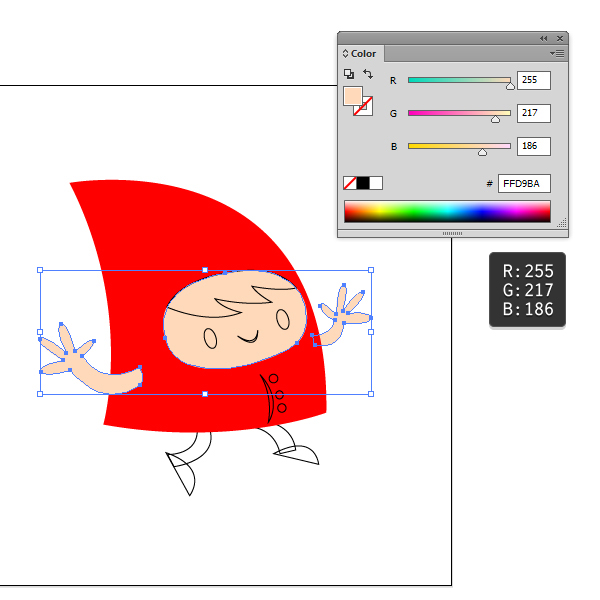 Color
R 255
G 217
B 186
# FFD9BA
R: 255
G: 217
B: 186